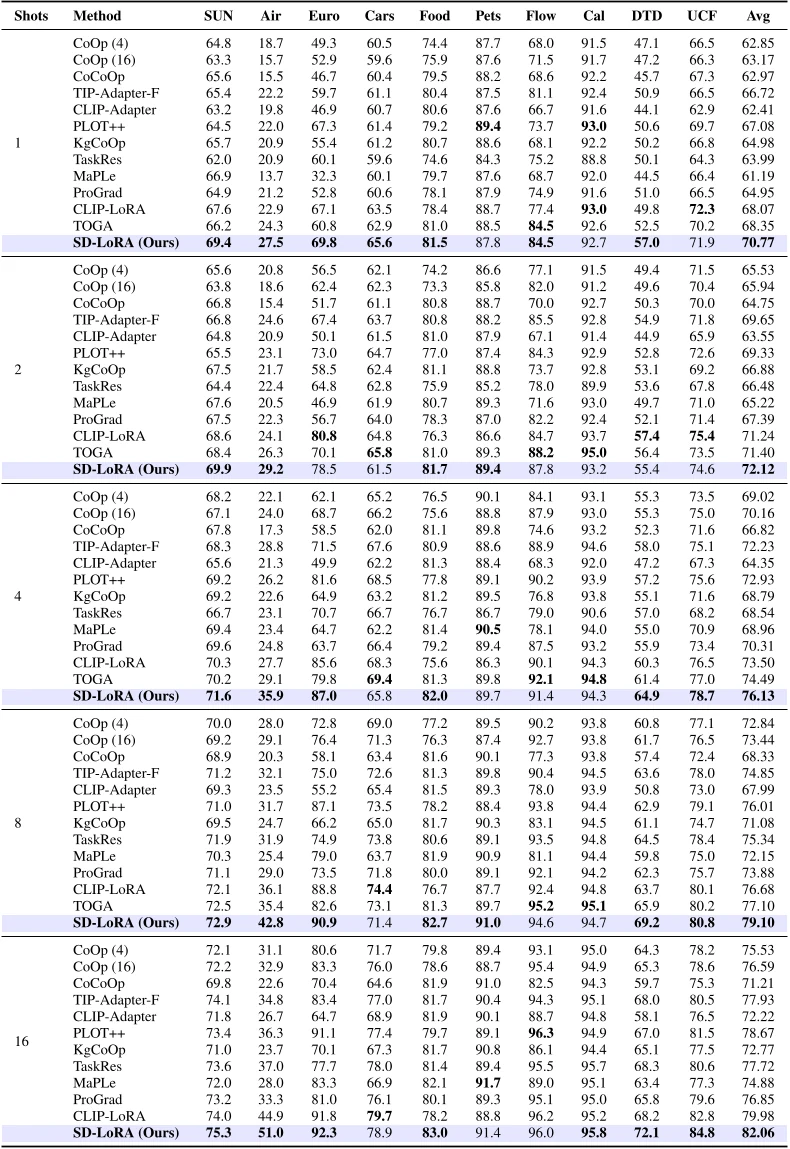 Shots Method SUN Air Euro Cars Food Pets Flow Cal DTD UCF Avg
CoOp (4) 64.8 18.7 49.3 60.5 74.4 87.7 68.0 91.5 47.1 66.5 62.85
CoOp (16) 63.3 15.7 52.9 59.6 75.9 87.6 71.5 91.7 47.2 66.3 63.17
CoCoOp 65.6 15.5 46.7 60.4 79.5 88.2 68.6 92.2 45.7 67.3 62.97
TIP-Adapter-F 65.4 22.2 59.7 61.1 80.4 87.5 81.1 92.4 50.9 66.5 66.72
CLIP-Adapter 63.2 19.8 46.9 60.7 80.6 87.6 66.7 91.6 44.1 62.9 62.41
PLOT++ 64.5 22.0 67.3 61.4 79.2 89.4 73.7 93.0 50.6 69.7 67.08
1 KgCoOp 65.7 20.9 55.4 61.2 80.7 88.6 68.1 92.2 50.2 66.8 64.98
TaskRes 62.0 20.9 60.1 59.6 74.6 84.3 75.2 88.8 50.1 64.3 63.99
MaPLe 66.9 13.7 32.3 60.1 79.7 87.6 68.7 92.0 44.5 66.4 61.19
ProGrad 64.9 21.2 52.8 60.6 78.1 87.9 74.9 91.6 51.0 66.5 64.95
CLIP-LoRA 67.6 22.9 67.1 63.5 78.4 88.7 77.4 93.0 49.8 72.3 68.07
TOGA 66.2 24.3 60.8 62.9 81.0 88.5 84.5 92.6 52.5 70.2 68.35
SD-LoRA (Ours) 69.4 27.5 69.8 65.6 81.5 87.8 84.5 92.7 57.0 71.9 70.77
CoOp (4) 65.6 20.8 56.5 62.1 74.2 86.6 77.1 91.5 49.4 71.5 65.53
CoOp (16) 63.8 18.6 62.4 62.3 73.3 85.8 82.0 91.2 49.6 70.4 65.94
CoCoOp 66.8 15.4 51.7 61.1 80.8 88.7 70.0 92.7 50.3 70.0 64.75
TIP-Adapter-F 66.8 24.6 67.4 63.7 80.8 88.2 85.5 92.8 54.9 71.8 69.65
CLIP-Adapter 64.8 20.9 50.1 61.5 81.0 87.9 67.1 91.4 44.9 65.9 63.55
PLOT++ 65.5 23.1 73.0 64.7 77.0 87.4 84.3 92.9 52.8 72.6 69.33
2 KgCoOp 67.5 21.7 58.5 62.4 81.1 88.8 73.7 92.8 53.1 69.2 66.88
TaskRes 64.4 22.4 64.8 62.8 75.9 85.2 78.0 89.9 53.6 67.8 66.48
MaPLe 67.6 20.5 46.9 61.9 80.7 89.3 71.6 93.0 49.7 71.0 65.22
ProGrad 67.5 22.3 56.7 64.0 78.3 87.0 82.2 92.4 52.1 71.4 67.39
CLIP-LoRA 68.6 24.1 80.8 64.8 76.3 86.6 84.7 93.7 57.4 75.4 71.24
TOGA 68.4 26.3 70.1 65.8 81.0 89.3 88.2 95.0 56.4 73.5 71.40
SD-LoRA (Ours) 69.9 29.2 78.5 61.5 81.7 89.4 87.8 93.2 55.4 74.6 72.12
CoOp (4) 68.2 22.1 62.1 65.2 76.5 90.1 84.1 93.1 55.3 73.5 69.02
CoOp (16) 67.1 24.0 68.7 66.2 75.6 88.8 87.9 93.0 55.3 75.0 70.16
CoCoOp 67.8 17.3 58.5 62.0 81.1 89.8 74.6 93.2 52.3 71.6 66.82
TIP-Adapter-F 68.3 28.8 71.5 67.6 80.9 88.6 88.9 94.6 58.0 75.1 72.23
CLIP-Adapter 65.6 21.3 49.9 62.2 81.3 88.4 68.3 92.0 47.2 67.3 64.35
PLOT++ 69.2 26.2 81.6 68.5 77.8 89.1 90.2 93.9 57.2 75.6 72.93
4 KgCoOp 69.2 22.6 64.9 63.2 81.2 89.5 76.8 93.8 55.1 71.6 68.79
TaskRes 66.7 23.1 70.7 66.7 76.7 86.7 79.0 90.6 57.0 68.2 68.54
MaPLe 69.4 23.4 64.7 62.2 81.4 90.5 78.1 94.0 55.0 70.9 68.96
ProGrad 69.6 24.8 63.7 66.4 79.2 89.4 87.5 93.2 55.9 73.4 70.31
CLIP-LoRA 70.3 27.7 85.6 68.3 75.6 86.3 90.1 94.3 60.3 76.5 73.50
TOGA 70.2 29.1 79.8 69.4 81.3 89.8 92.1 94.8 61.4 77.0 74.49
SD-LoRA (Ours) 71.6 35.9 87.0 65.8 82.0 89.7 91.4 94.3 64.9 78.7 76.13
CoOp (4) 70.0 28.0 72.8 69.0 77.2 89.5 90.2 93.8 60.8 77.1 72.84
CoOp (16) 69.2 29.1 76.4 71.3 76.3 87.4 92.7 93.8 61.7 76.5 73.44
CoCoOp 68.9 20.3 58.1 63.4 81.6 90.1 77.3 93.8 57.4 72.4 68.33
TIP-Adapter-F 71.2 32.1 75.0 72.6 81.3 89.8 90.4 94.5 63.6 78.0 74.85
CLIP-Adapter 69.3 23.5 55.2 65.4 81.5 89.3 78.0 93.9 50.8 73.0 67.99
PLOT++ 71.0 31.7 87.1 73.5 78.2 88.4 93.8 94.4 62.9 79.1 76.01
8 KgCoOp 69.5 24.7 66.2 65.0 81.7 90.3 83.1 94.5 61.1 74.7 71.08
TaskRes 71.9 31.9 74.9 73.8 80.6 89.1 93.5 94.8 64.5 78.4 75.34
MaPLe 70.3 25.4 79.0 63.7 81.9 90.9 81.1 94.4 59.8 75.0 72.15
ProGrad 71.1 29.0 73.5 71.8 80.0 89.1 92.1 94.2 62.3 75.7 73.88
CLIP-LoRA 72.1 36.1 88.8 74.4 76.7 87.7 92.4 94.8 63.7 80.1 76.68
TOGA 72.5 35.4 82.6 73.1 81.3 89.7 95.2 95.1 65.9 80.2 77.10
SD-LoRA (Ours) 72.9 42.8 90.9 71.4 82.7 91.0 94.6 94.7 69.2 80.8 79.10
CoOp (4) 72.1 31.1 80.6 71.7 79.8 89.4 93.1 95.0 64.3 78.2 75.53
CoOp (16) 72.2 32.9 83.3 76.0 78.6 88.7 95.4 94.9 65.3 78.6 76.59
CoCoOp 69.8 22.6 70.4 64.6 81.9 91.0 82.5 94.3 59.7 75.3 71.21
TIP-Adapter-F 74.1 34.8 83.4 77.0 81.7 90.4 94.3 95.1 68.0 80.5 77.93
CLIP-Adapter 71.8 26.7 64.7 68.9 81.9 90.1 88.7 94.8 58.1 76.5 72.22
PLOT++ 73.4 36.3 91.1 77.4 79.7 89.1 96.3 94.9 67.0 81.5 78.67
16 KgCoOp 71.0 23.7 70.1 67.3 81.7 90.8 86.1 94.4 65.1 77.5 72.77
TaskRes 73.6 37.0 77.7 78.0 81.4 89.4 95.5 95.7 68.3 80.6 77.72
MaPLe 72.0 28.0 83.3 66.9 82.1 91.7 89.0 95.1 63.4 77.3 74.88
ProGrad 73.2 33.3 81.0 76.1 80.1 89.3 95.1 95.0 65.8 79.6 76.85
CLIP-LoRA 74.0 44.9 91.8 79.7 78.2 88.8 96.2 95.2 68.2 82.8 79.98
SD-LoRA (Ours) 75.3 51.0 92.3 78.9 83.0 91.4 96.0 95.8 72.1 84.8 82.06